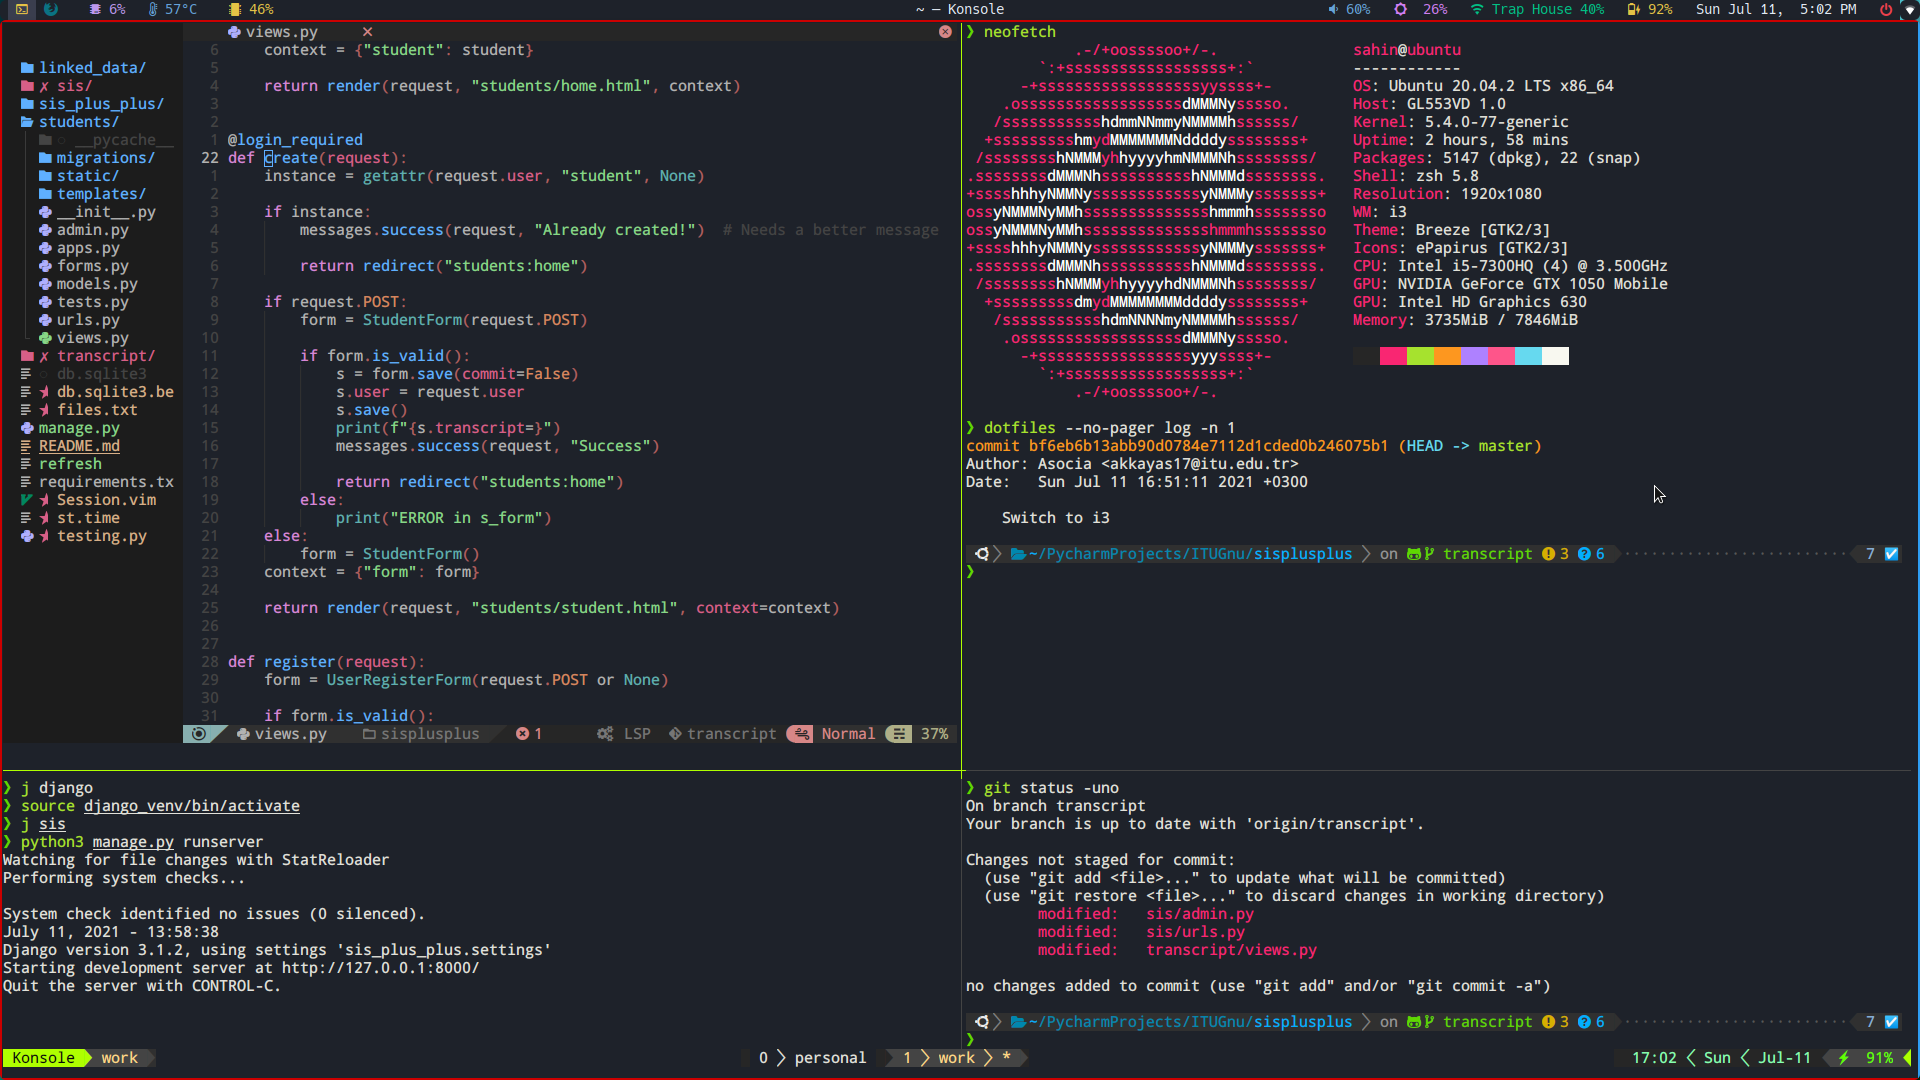 6% 57°C 46% ~ — Konsole 60% 26% Trap House 40% 92% Sun Jul 11, 5:02 PM
linked_data/
✗ sis/
sis_plus_plus/
students/
__pycache__
migrations/
static/
templates/
__init__.py
admin.py
apps.py
forms.py
models.py
tests.py
urls.py
views.py
✗ transcript/
db.sqlite3
db.sqlite3.be
files.txt
manage.py
README.md
refresh
requirements.tx
Session.vim
st.time
testing.py
views.py ✕
6 context = {"student": student}
5
4 return render(request, "students/home.html", context)
3
2
1 @login_required
22 def create(request):
1 instance = getattr(request.user, "student", None)
2
3 if instance:
4 messages.success(request, "Already created!")  # Needs a better message
5
6 return redirect("students:home")
7
8 if request.POST:
9 form = StudentForm(request.POST)
10
11 if form.is_valid():
12 s = form.save(commit=False)
13 s.user = request.user
14 s.save()
15 print(f"{s.transcript=}")
16 messages.success(request, "Success")
17
18 return redirect("students:home")
19 else:
20 print("ERROR in s_form")
21 else:
22 form = StudentForm()
23 context = {"form": form}
24
25 return render(request, "students/student.html", context=context)
26
27
28 def register(request):
29 form = UserRegisterForm(request.POST or None)
30
31 if form.is_valid():
views.py sisplusplus 1 LSP transcript Normal 37%
❯ neofetch
.-/+oossssoo+/-.
`:+ssssssssssssssssss+:`
-+ssssssssssssssssssyyssss+-
.ossssssssssssssssssdMMMNysssso.
/ssssssssssshdmmNNmmyNMMMMhssssss/
+ssssssssshmydMMMMMMMNddddyssssssss+
/sssssssshNMMMyhhyyyyhmNMMMNhssssssss/
.ssssssssdMMMNhsssssssssshNMMMdssssssss.
+sssshhhyNMMNyssssssssssssyNMMMysssssss+
ossyNMMMNyMMhsssssssssssssshmmmhssssssso
ossyNMMMNyMMhsssssssssssssshmmmhssssssso
+sssshhhyNMMNyssssssssssssyNMMMysssssss+
.ssssssssdMMMNhsssssssssshNMMMdssssssss.
/sssssssshNMMMyhhyyyyhdNMMMNhssssssss/
+sssssssssdmydMMMMMMMMddddyssssssss+
/ssssssssssshdmNNNNmyNMMMMhssssss/
.ossssssssssssssssssdMMMNysssso.
-+sssssssssssssssssyyyssss+-
`:+ssssssssssssssssss+:`
.-/+oossssoo+/-.
sahin@ubuntu
------------
OS: Ubuntu 20.04.2 LTS x86_64
Host: GL553VD 1.0
Kernel: 5.4.0-77-generic
Uptime: 2 hours, 58 mins
Packages: 5147 (dpkg), 22 (snap)
Shell: zsh 5.8
Resolution: 1920x1080
WM: i3
Theme: Breeze [GTK2/3]
Icons: ePapirus [GTK2/3]
CPU: Intel i5-7300HQ (4) @ 3.500GHz
GPU: NVIDIA GeForce GTX 1050 Mobile
GPU: Intel HD Graphics 630
Memory: 3735MiB / 7846MiB
❯ dotfiles --no-pager log -n 1
commit bf6eb6b13abb90d0784e7112d1cded0b246075b1 (HEAD -> master)
Author: Asocia <akkayas17@itu.edu.tr>
Date:   Sun Jul 11 16:51:11 2021 +0300
Switch to i3
~/PycharmProjects/ITUGnu/sisplusplus on transcript 3 6 7
❯
❯ j django
❯ source django_venv/bin/activate
❯ j sis
❯ python3 manage.py runserver
Watching for file changes with StatReloader
Performing system checks...
System check identified no issues (0 silenced).
July 11, 2021 - 13:58:38
Django version 3.1.2, using settings 'sis_plus_plus.settings'
Starting development server at http://127.0.0.1:8000/
Quit the server with CONTROL-C.
❯ git status -uno
On branch transcript
Your branch is up to date with 'origin/transcript'.
Changes not staged for commit:
(use "git add <file>..." to update what will be committed)
(use "git restore <file>..." to discard changes in working directory)
modified:   sis/admin.py
modified:   sis/urls.py
modified:   transcript/views.py
no changes added to commit (use "git add" and/or "git commit -a")
~/PycharmProjects/ITUGnu/sisplusplus on transcript 3 6 7
❯
Konsole work 0 personal 1 work * 17:02 Sun Jul-11 91%